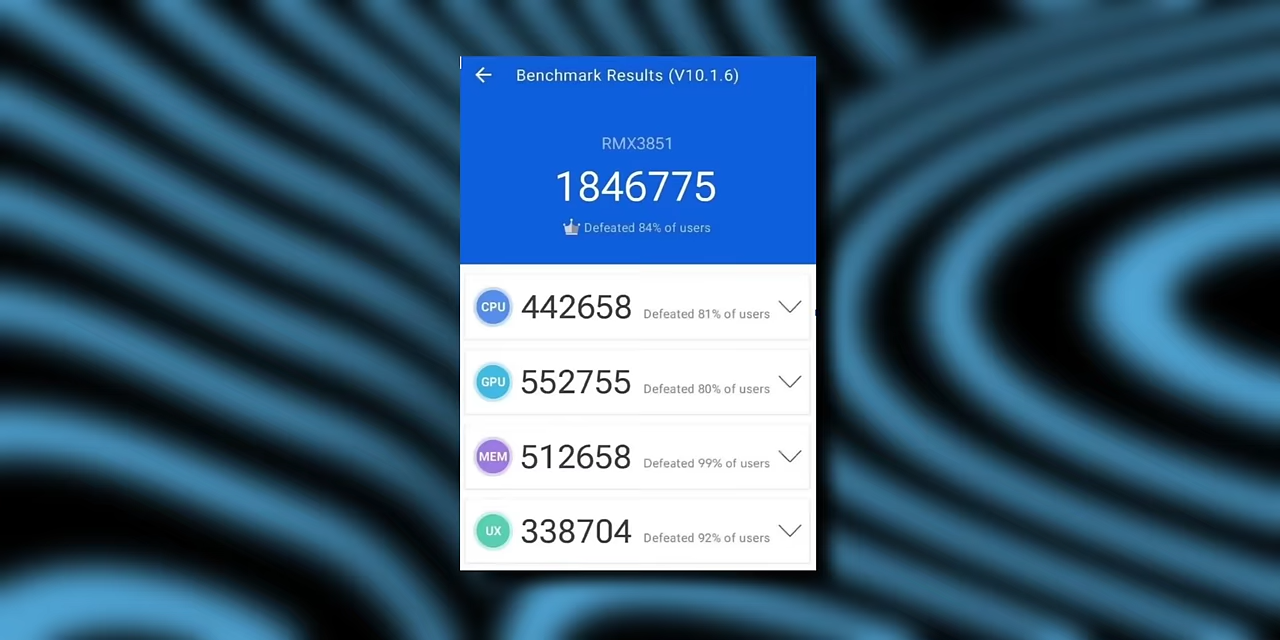 Benchmark Results (V10.1.6)
RMX3851
1846775
Defeated 84% of users
CPU 442658 Defeated 81% of users
GPU 552755 Defeated 80% of users
MEM 512658 Defeated 99% of users
UX 338704 Defeated 92% of users